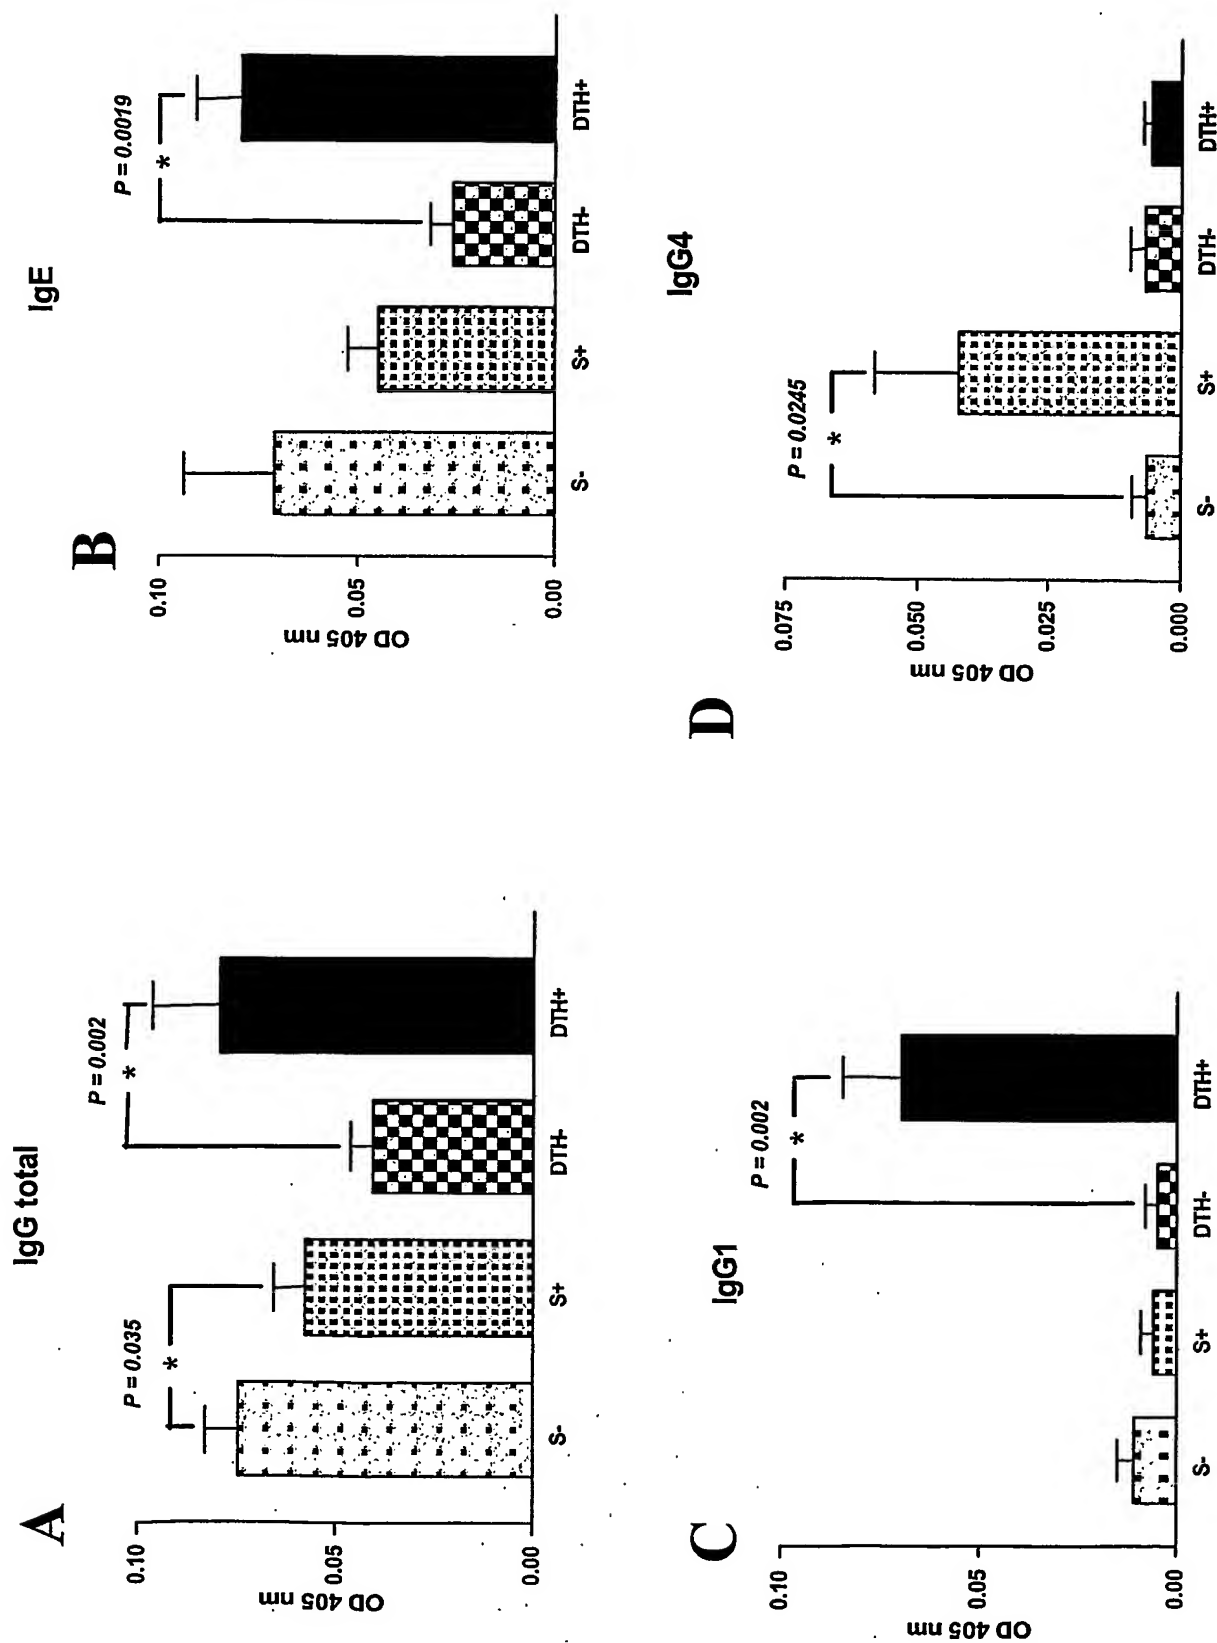 A
IgG total
P = 0.035
*
P = 0.002
*
OD 405 nm
0.10
0.05
0.00
S-
S+
DTH-
DTH+
B
IgE
P = 0.0019
*
OD 405 nm
0.10
0.05
0.00
S-
S+
DTH-
DTH+
C
IgG1
P = 0.002
*
OD 405 nm
0.10
0.05
0.00
S-
S+
DTH-
DTH+
D
IgG4
P = 0.0245
*
OD 405 nm
0.075
0.050
0.025
0.000
S-
S+
DTH-
DTH+